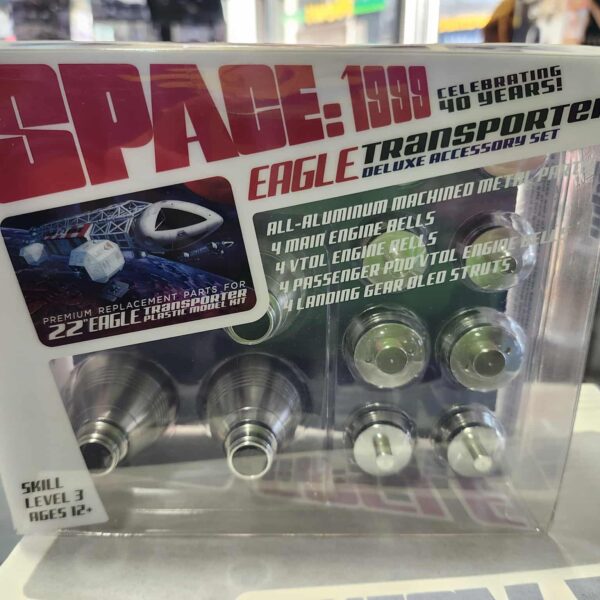 SPACE: 1999
CELEBRATING
40 YEARS!
EAGLE TRANSPORTER
DELUXE ACCESSORY SET
ALL-ALUMINUM MACHINED METAL PARTS
4 MAIN ENGINE BELLS
4 VTOL ENGINE BELLS
4 PASSENGER POD VTOL ENGINE BELLS
4 LANDING GEAR OLEO STRUTS
PREMIUM REPLACEMENT PARTS FOR
22" EAGLE TRANSPORTER
PLASTIC MODEL KIT
SKILL
LEVEL 3
AGES 12+